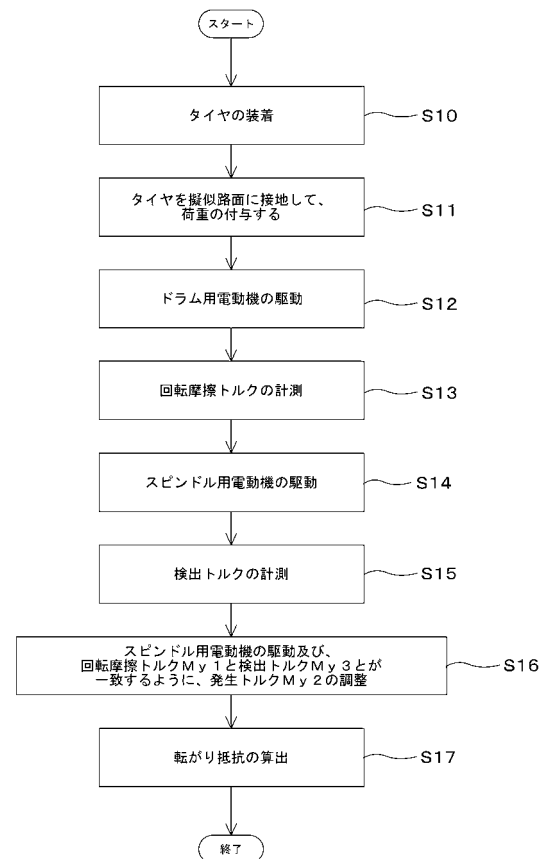 スタート
タイヤの装着
S10
タイヤを擬似路面に接地して、
荷重の付与する
S11
ドラム用電動機の駆動
S12
回転摩擦トルクの計測
S13
スピンドル用電動機の駆動
S14
検出トルクの計測
S15
スピンドル用電動機の駆動及び、
回転摩擦トルクMy1と検出トルクMy3とが
一致するように、発生トルクMy2の調整
S16
転がり抵抗の算出
S17
終了